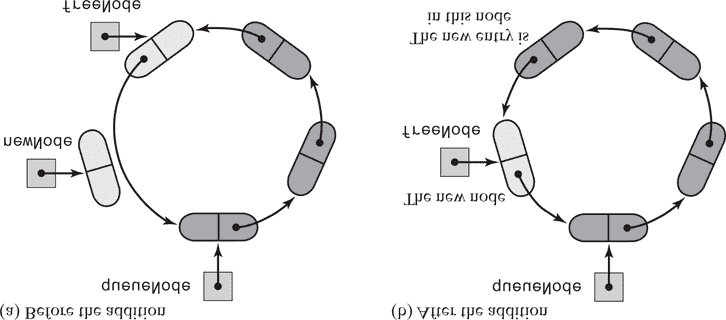 freeNode
newNode
queueNode
(a) Before the addition
The new entry is
in this node
freeNode
The new node
queueNode
(b) After the addition